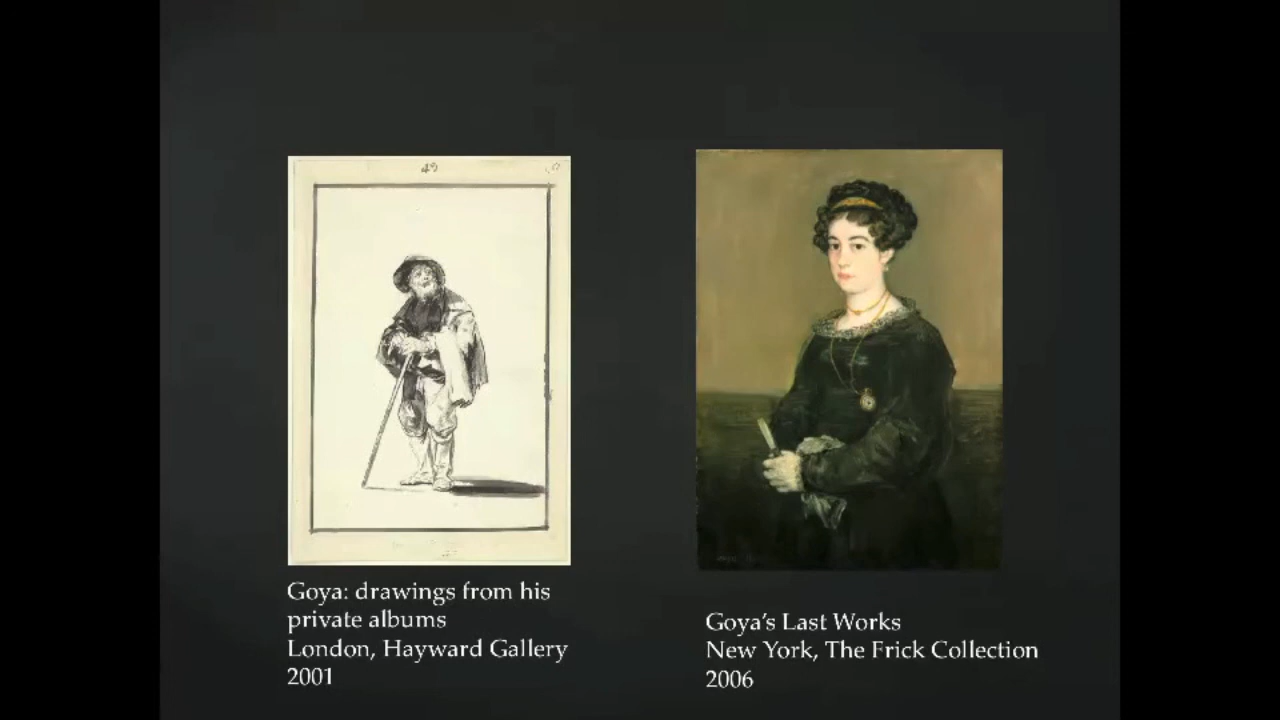 49
Goya: drawings from his
private albums
London, Hayward Gallery
2001
Goya's Last Works
New York, The Frick Collection
2006